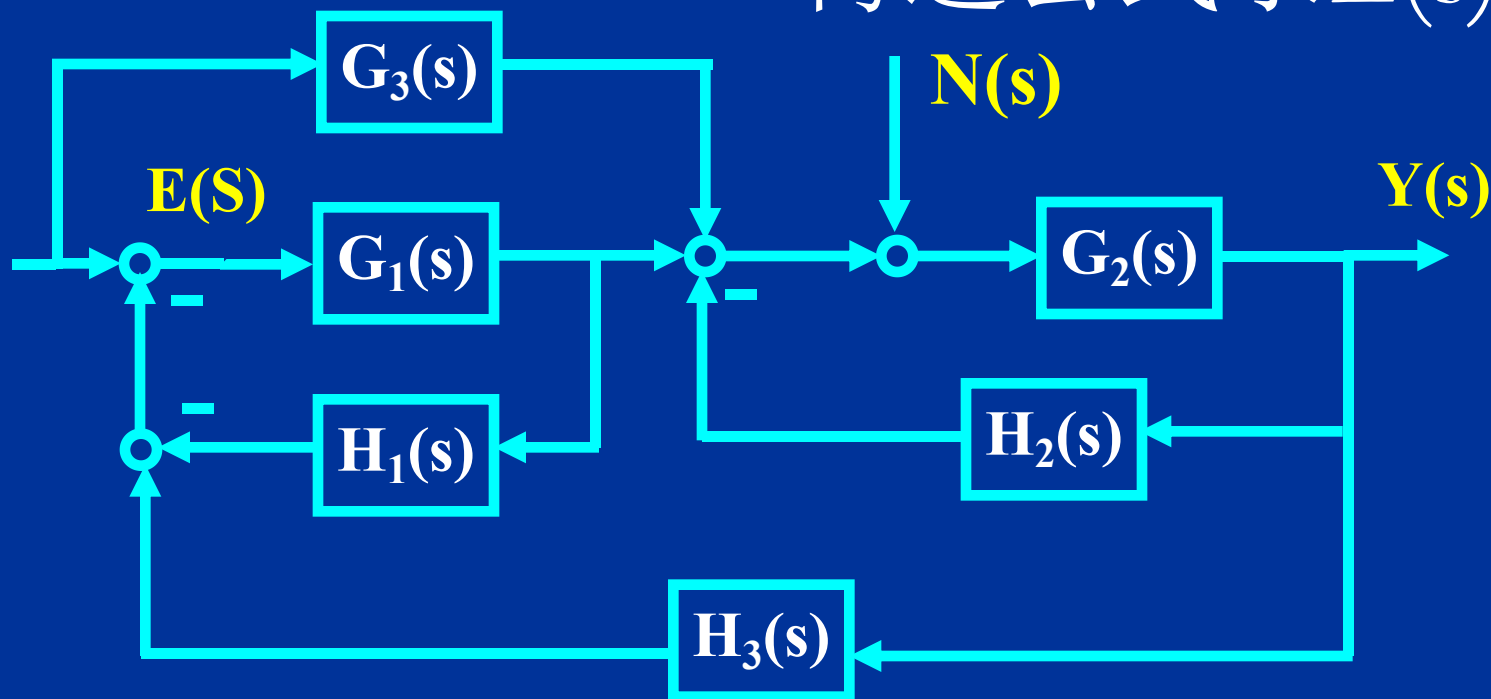 (s)
G₃(s)
N(s)
E(S)
Y(s)
G₁(s)
G₂(s)
H₂(s)
H₁(s)
H₃(s)